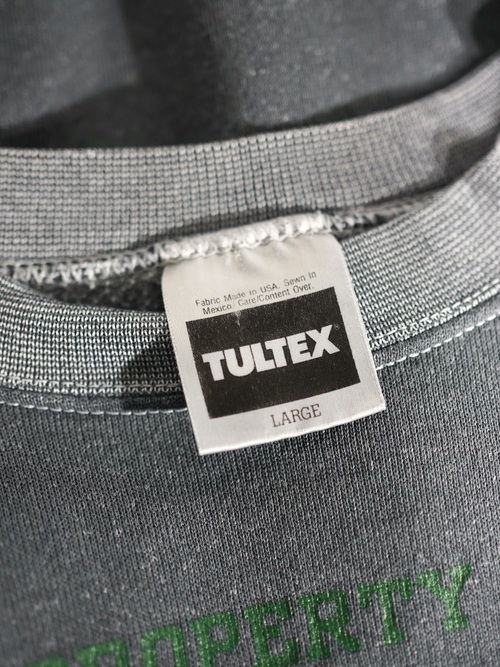 Fabric Made in USA. Sewn in
Mexico/ Care/Content Over.
TULTEX
LARGE
PROPERTY